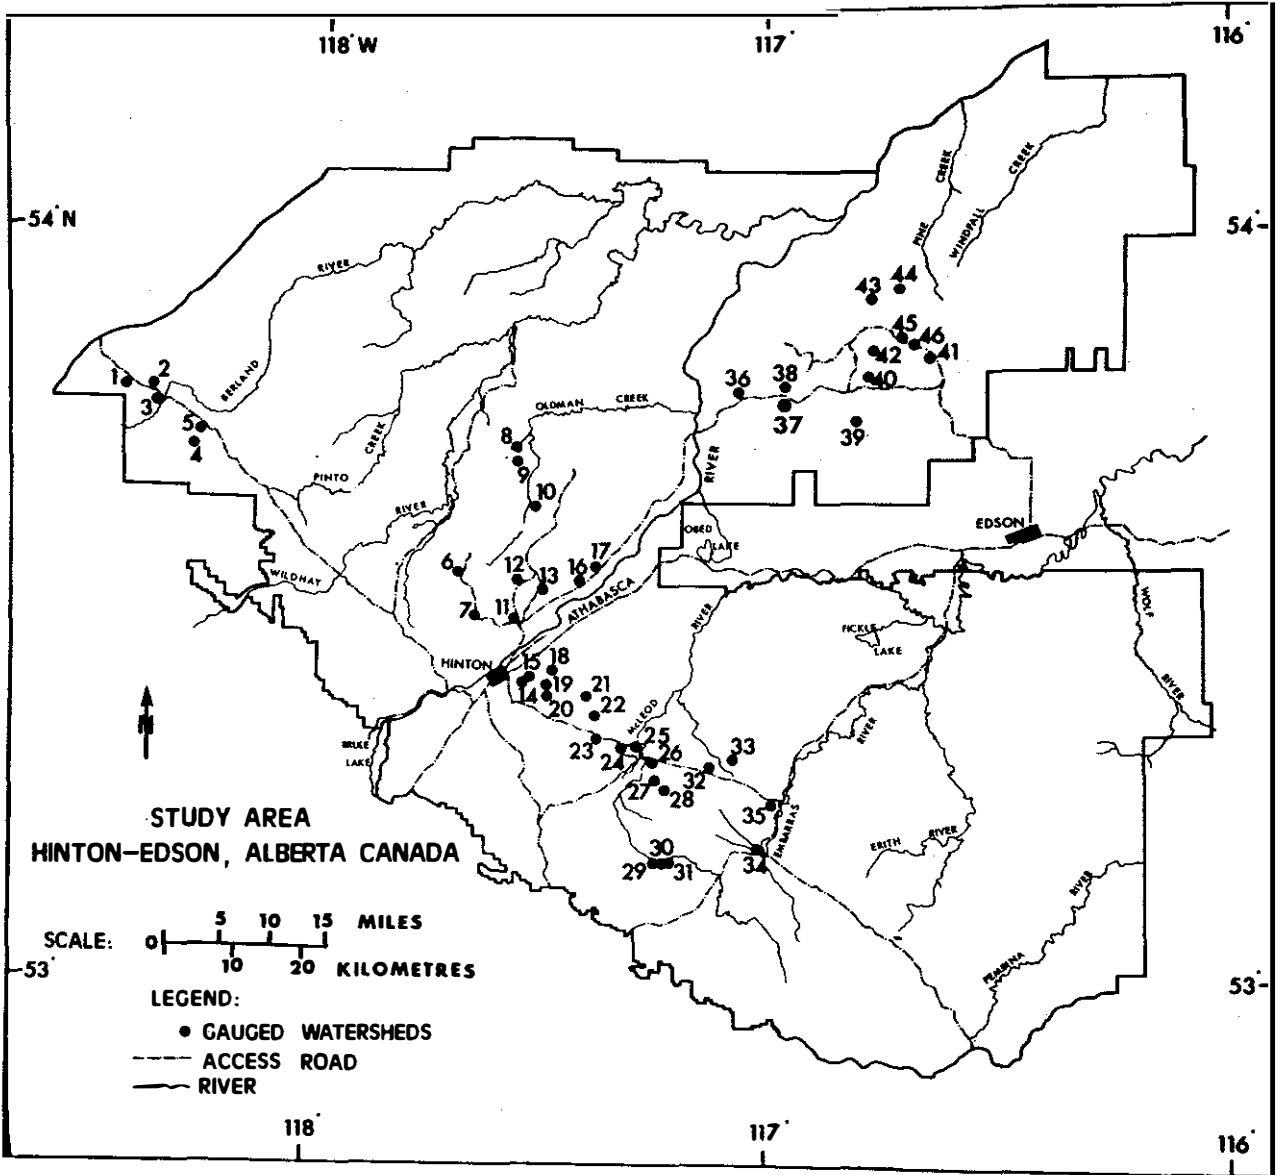 118° W
117°
116°
54° N
54°
CREEK
CREEK
PINE
WINDFALL
RIVER
43
44
45
46
42
41
40
1
2
3
BERLAND
36
38
37
39
5
4
OLDMAN CREEK
CREEK
8
9
PINTO
RIVER
10
RIVER
EDSON
OBED
LAKE
WILDHAY
6
12
13
16
17
7
11
ATHABASCA
WOLF
RIVER
RIVER
FICKLE
LAKE
HINTON
15
18
14
19
20
21
22
McLEOD
RIVER
23
24
25
26
BRULE
LAKE
27
28
32
33
35
STUDY AREA
HINTON-EDSON, ALBERTA CANADA
EMBARRAS
ERITH RIVER
30
29
31
34
RIVER
PEMBINA
5 10 15 MILES
SCALE: 0
10 20 KILOMETRES
53°
53
LEGEND:
GAUGED WATERSHEDS
ACCESS ROAD
RIVER
118°
117°
116°
N